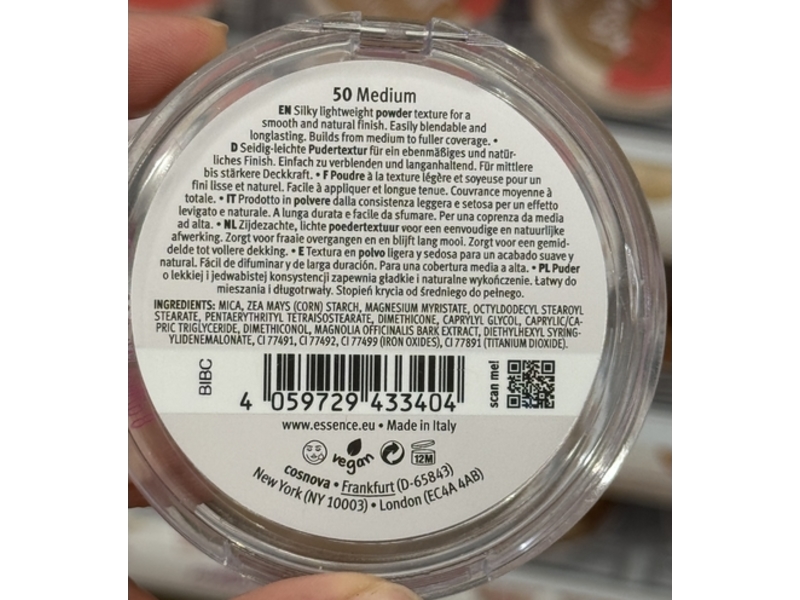 50 Medium
EN Silky lightweight powder texture for a
smooth and natural finish. Easily blendable and
longlasting. Builds from medium to fuller coverage. •
D Seidig-leichte Pudertextur für ein ebenmäßiges und natür-
liches Finish. Einfach zu verblenden und langanhaltend. Für mittlere
bis stärkere Deckkraft. • F Poudre à la texture légère et soyeuse pour un
fini lisse et naturel. Facile à appliquer et longue tenue. Couvrance moyenne à
totale. • IT Prodotto in polvere dalla consistenza leggera e setosa per un effetto
levigato e naturale. A lunga durata e facile da sfumare. Per una coprenza da media
ad alta. • NL Zijdezachte, lichte poedertextuur voor een eenvoudige en natuurlijke
afwerking. Zorgt voor fraaie overgangen en en blijft lang mooi. Zorgt voor een gemid-
delde tot vollere dekking. • E Textura en polvo ligera y sedosa para un acabado suave y
natural. Fácil de difuminar y de larga duración. Para una cobertura media a alta. • PL Puder
o lekkiej i jedwabistej konsystencji zapewnia gładkie i naturalne wykończenie. Łatwy do
mieszania i długotrwały. Stopień krycia od średniego do pełnego.
INGREDIENTS: MICA, ZEA MAYS (CORN) STARCH, MAGNESIUM MYRISTATE, OCTYLDODECYL STEAROYL
STEARATE, PENTAERYTHRITYL TETRAISOSTEARATE, DIMETHICONE, CAPRYLYL GLYCOL, CAPRYLIC/CA-
PRIC TRIGLYCERIDE, DIMETHICONOL, MAGNOLIA OFFICINALIS BARK EXTRACT, DIETHYLHEXYL SYRING-
YLIDENEMALONATE, CI 77491, CI 77492, CI 77499 (IRON OXIDES), CI 77891 (TITANIUM DIOXIDE).
BIBC
4 059729 433404
scan me!
www.essence.eu • Made in Italy
vegan
12M
cosnova • Frankfurt (D-65843)
New York (NY 10003) • London (EC4A 4AB)